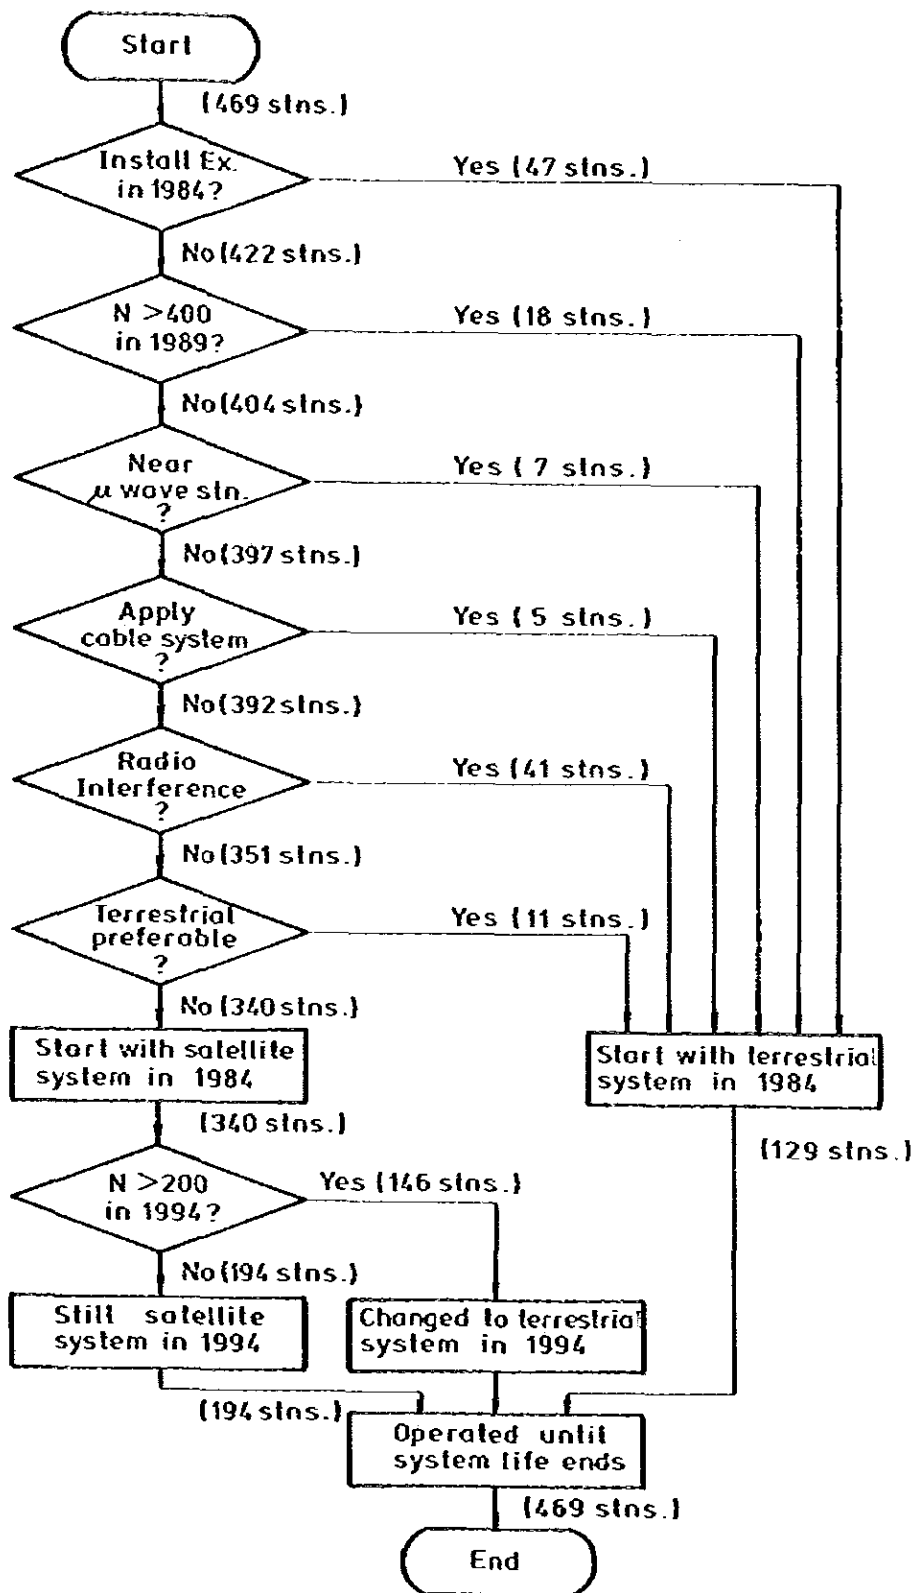 Start
(469 stns.)
Install Ex.
in 1984?
Yes (47 stns.)
No (422 stns.)
N >400
in 1989?
Yes (18 stns.)
No (404 stns.)
Near
μ wave stn.
?
Yes ( 7 stns.)
No (397 stns.)
Apply
cable system
?
Yes ( 5 stns.)
No (392 stns.)
Radio
Interference
?
Yes (41 stns.)
No (351 stns.)
Terrestrial
preferable
?
Yes (11 stns.)
No (340 stns.)
Start with satellite
system in 1984
Start with terrestrial
system in 1984
(340 stns.)
(129 stns.)
N >200
in 1994?
Yes (146 stns.)
No (194 stns.)
Still satellite
system in 1994
Changed to terrestrial
system in 1994
(194 stns.)
Operated until
system life ends
(469 stns.)
End